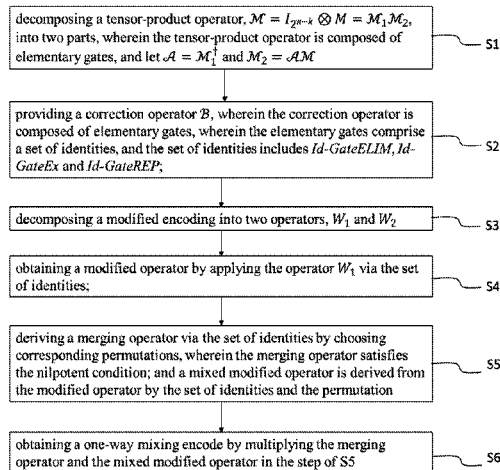 decomposing a tensor-product operator, ℳ = I_{2^{n-k}} ⊗ M = ℳ₁ℳ₂,
into two parts, wherein the tensor-product operator is composed of
elementary gates, and let 𝒜 = ℳ₁† and ℳ₂ = 𝒜ℳ
S1
providing a correction operator ℬ, wherein the correction operator is
composed of elementary gates, wherein the elementary gates comprise
a set of identities, and the set of identities includes Id-GateELIM, Id-
GateEx and Id-GateREP;
S2
decomposing a modified encoding into two operators, W₁ and W₂
S3
obtaining a modified operator by applying the operator W₁ via the set
of identities;
S4
deriving a merging operator via the set of identities by choosing
corresponding permutations, wherein the merging operator satisfies
the nilpotent condition; and a mixed modified operator is derived from
the modified operator by the set of identities and the permutation
S5
obtaining a one-way mixing encode by multiplying the merging
operator and the mixed modified operator in the step of S5
S6